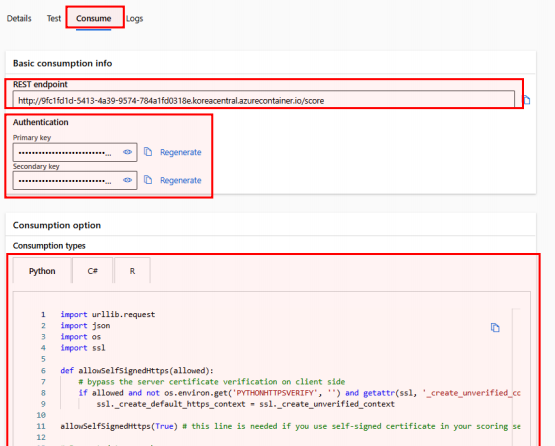 Details Test Consume Logs
Basic consumption info
REST endpoint
http://9fc1fd1d-5413-4a39-9574-784a1fd0318e.koreacentral.azurecontainer.io/score
Authentication
Primary key
••••••••••••••••••••••••••... Regenerate
Secondary key
••••••••••••••••••••••••••... Regenerate
Consumption option
Consumption types
Python C# R
1 import urllib.request
2 import json
3 import os
4 import ssl
5
6 def allowSelfSignedHttps(allowed):
7 # bypass the server certificate verification on client side
8 if allowed and not os.environ.get('PYTHONHTTPSVERIFY', '') and getattr(ssl, '_create_unverified_co
9 ssl._create_default_https_context = ssl._create_unverified_context
10
11 allowSelfSignedHttps(True) # this line is needed if you use self-signed certificate in your scoring se
12